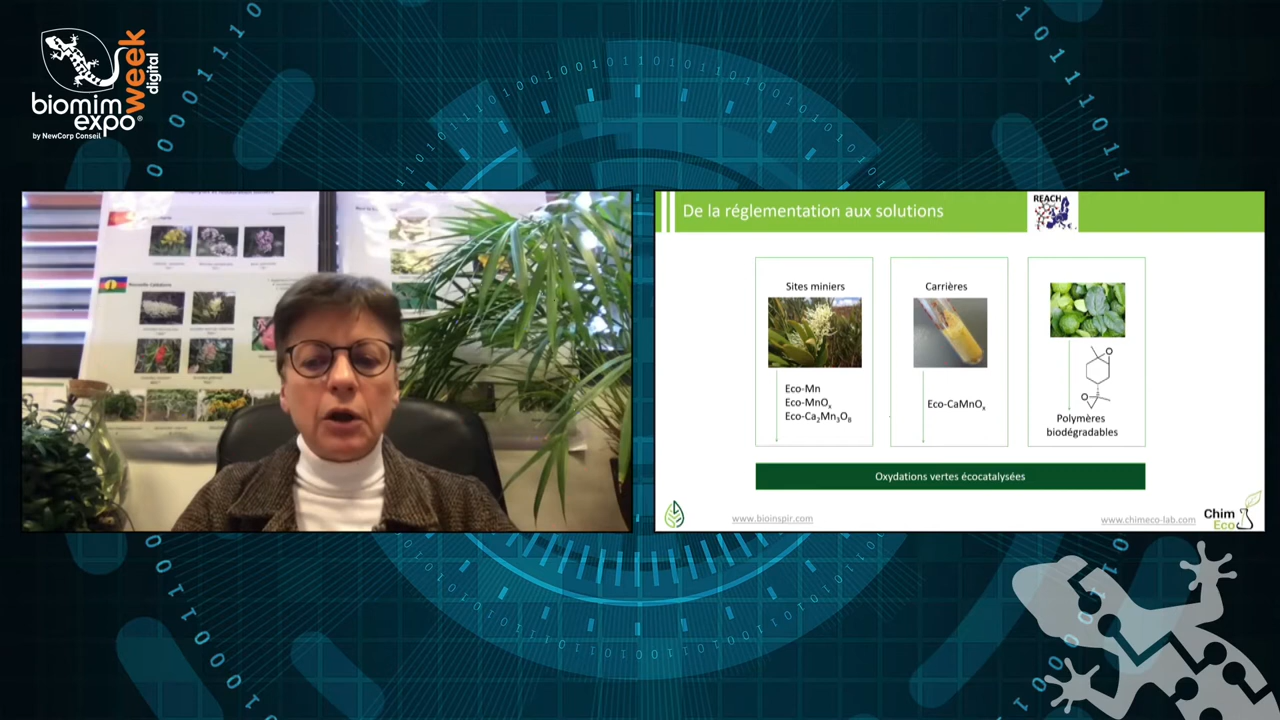 biomim
expo®
week
digital
by NewCorp Conseil
Nouvelle Calédonie
De la réglementation aux solutions
REACH
Sites miniers
Carrières
Eco-Mn
Eco-MnOₓ
Eco-Ca₂Mn₃O₈
Eco-CaMnOₓ
O
O
Polymères
biodégradables
Oxydations vertes écocatalysées
www.bioinspir.com
www.chimeco-lab.com
Chim
Eco